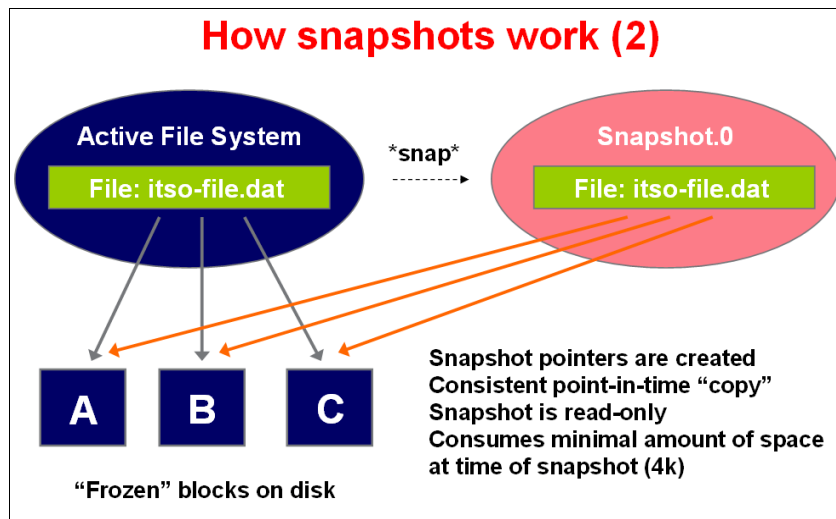 How snapshots work (2)
Active File System
File: itso-file.dat
*snap*
Snapshot.0
File: itso-file.dat
A
B
C
“Frozen” blocks on disk
Snapshot pointers are created
Consistent point-in-time “copy”
Snapshot is read-only
Consumes minimal amount of space
at time of snapshot (4k)